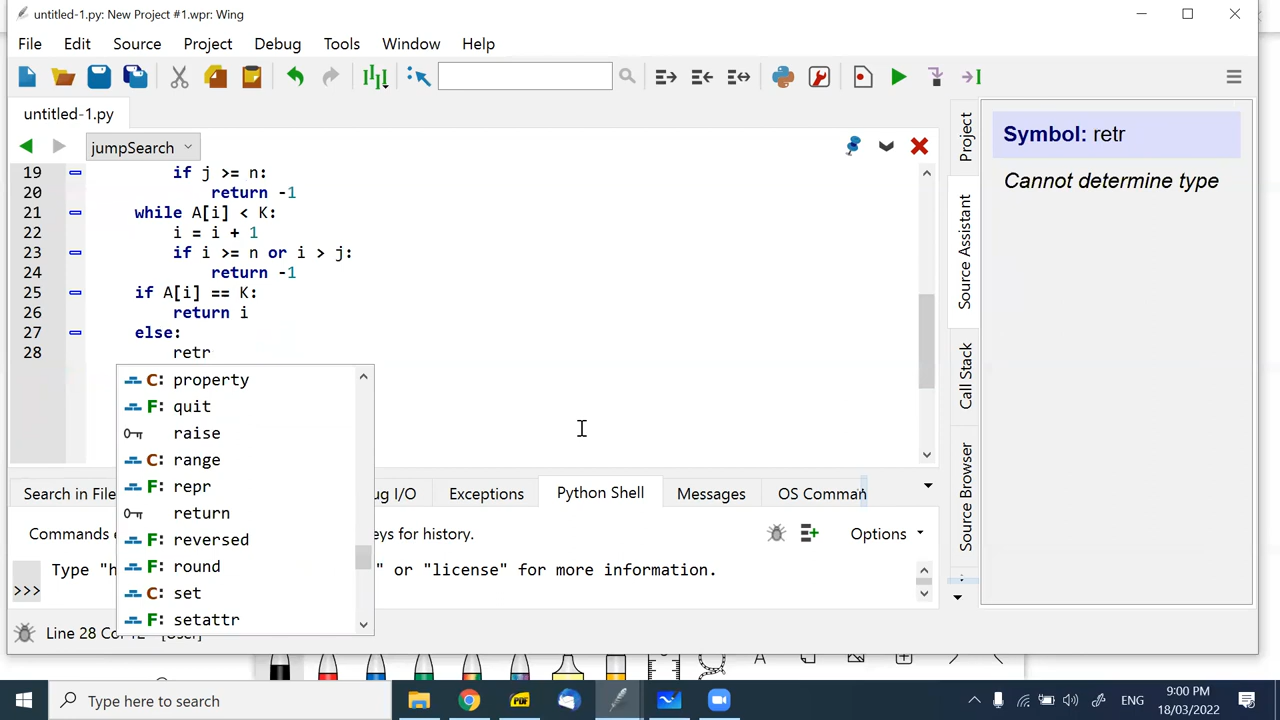 untitled-1.py: New Project #1.wpr: Wing
File Edit Source Project Debug Tools Window Help
untitled-1.py
jumpSearch
19 if j >= n:
20 return -1
21 while A[i] < K:
22 i = i + 1
23 if i >= n or i > j:
24 return -1
25 if A[i] == K:
26 return i
27 else:
28 retr
C: property
F: quit
raise
C: range
F: repr
return
F: reversed
F: round
C: set
F: setattr
Project
Source Assistant
Call Stack
Source Browser
Symbol: retr
Cannot determine type
Search in File ug I/O Exceptions Python Shell Messages OS Comman
Commands e eys for history. Options
Type "h " or "license" for more information.
>>>
Line 28 Co
Type here to search
ENG
9:00 PM
18/03/2022